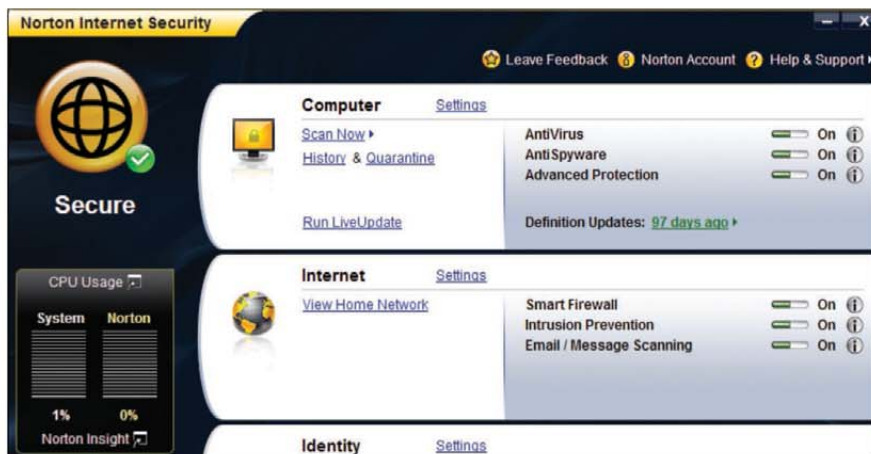 Norton Internet Security
Leave Feedback Norton Account Help & Support
Secure
CPU Usage
System Norton
1% 0%
Norton Insight
Computer Settings
Scan Now
History & Quarantine
Run LiveUpdate
AntiVirus On
AntiSpyware On
Advanced Protection On
Definition Updates: 97 days ago
Internet Settings
View Home Network
Smart Firewall On
Intrusion Prevention On
Email / Message Scanning On
Identity Settings